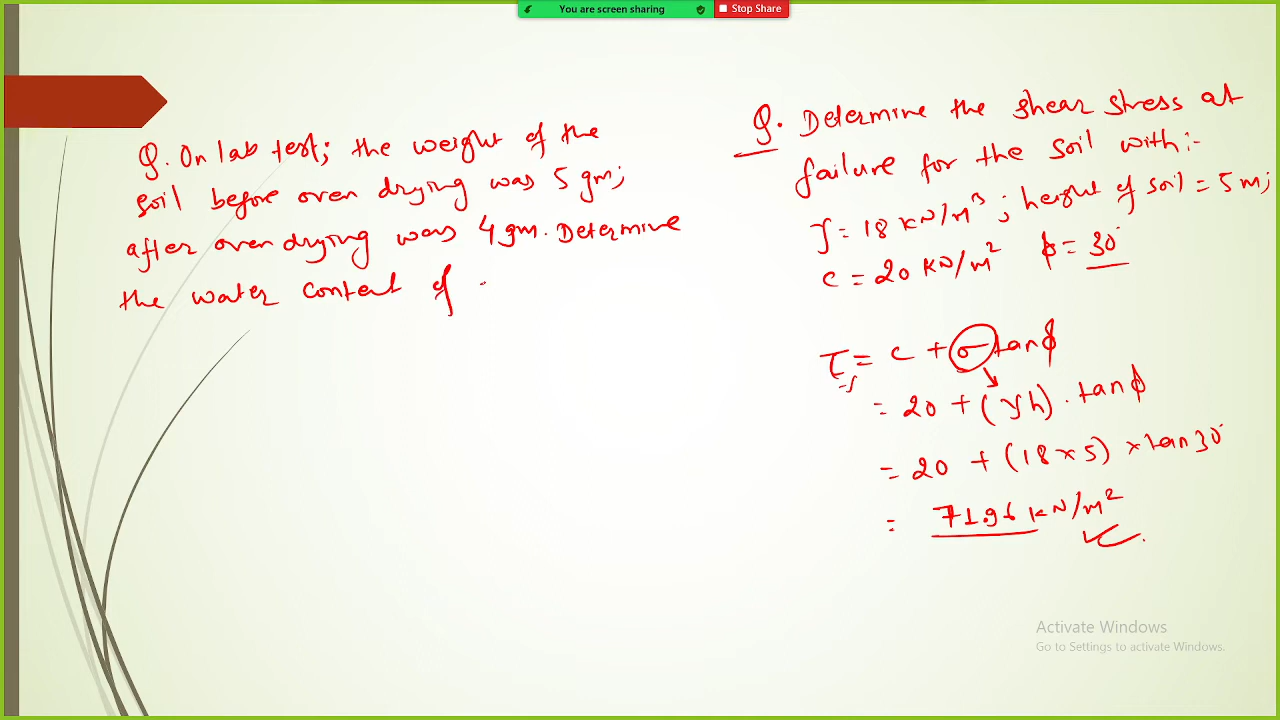 You are screen sharing
Stop Share
Q. On lab test; the weight of the
soil before oven drying was 5 gm;
after oven drying was 4 gm. Determine
the water content of .
Q. Determine the shear stress at
failure for the soil with:-
γ = 18 KN/m³ ; height of soil = 5 m;
c = 20 KN/m² ϕ = 30°
τf = c + σ tanϕ
= 20 + (γh) . tanϕ
= 20 + (18 × 5) × tan 30°
= 71.96 KN/m²
Activate Windows
Go to Settings to activate Windows.